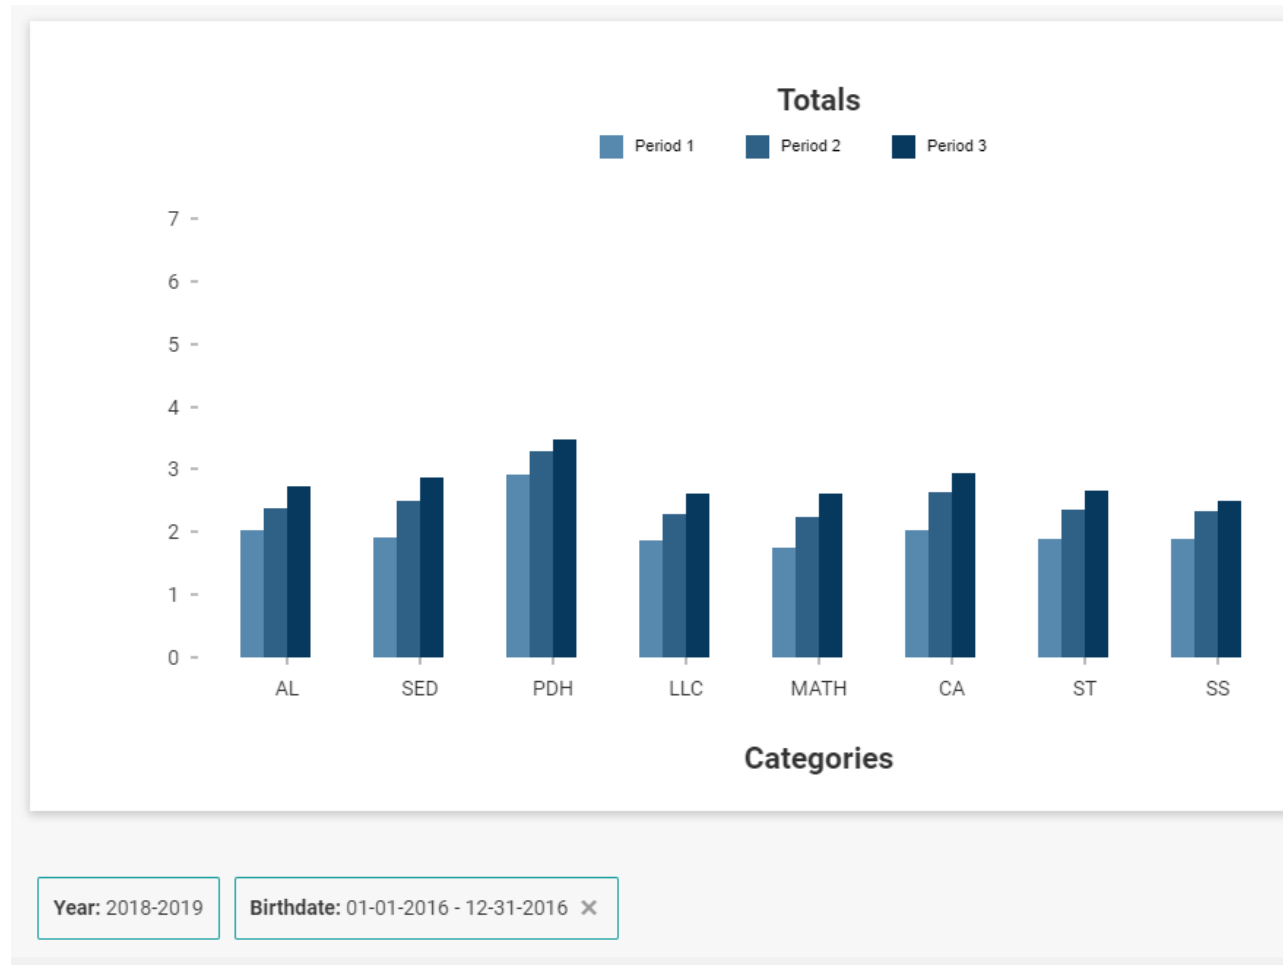 Totals
Period 1 Period 2 Period 3
7
6
5
4
3
2
1
0
AL SED PDH LLC MATH CA ST SS
Categories
Year: 2018-2019 Birthdate: 01-01-2016 - 12-31-2016 ×